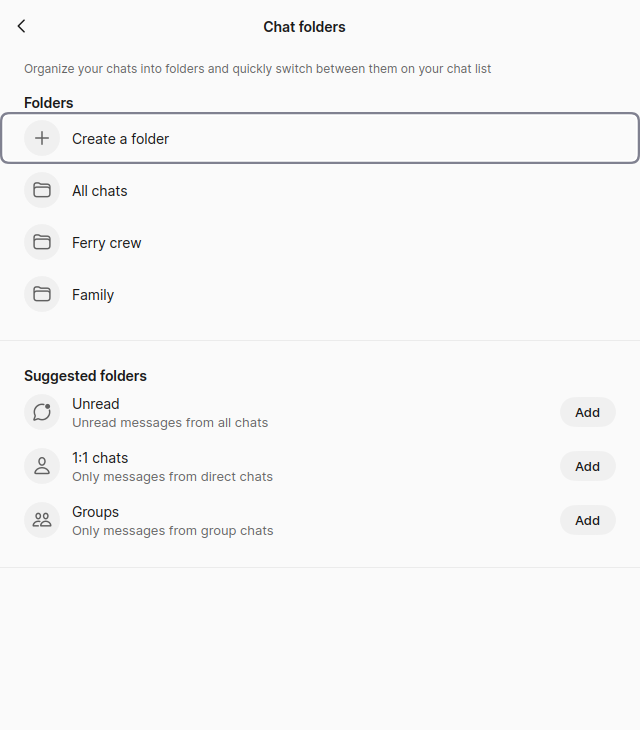 Chat folders
Organize your chats into folders and quickly switch between them on your chat list
Folders
Create a folder
All chats
Ferry crew
Family
Suggested folders
Unread
Unread messages from all chats
Add
1:1 chats
Only messages from direct chats
Add
Groups
Only messages from group chats
Add